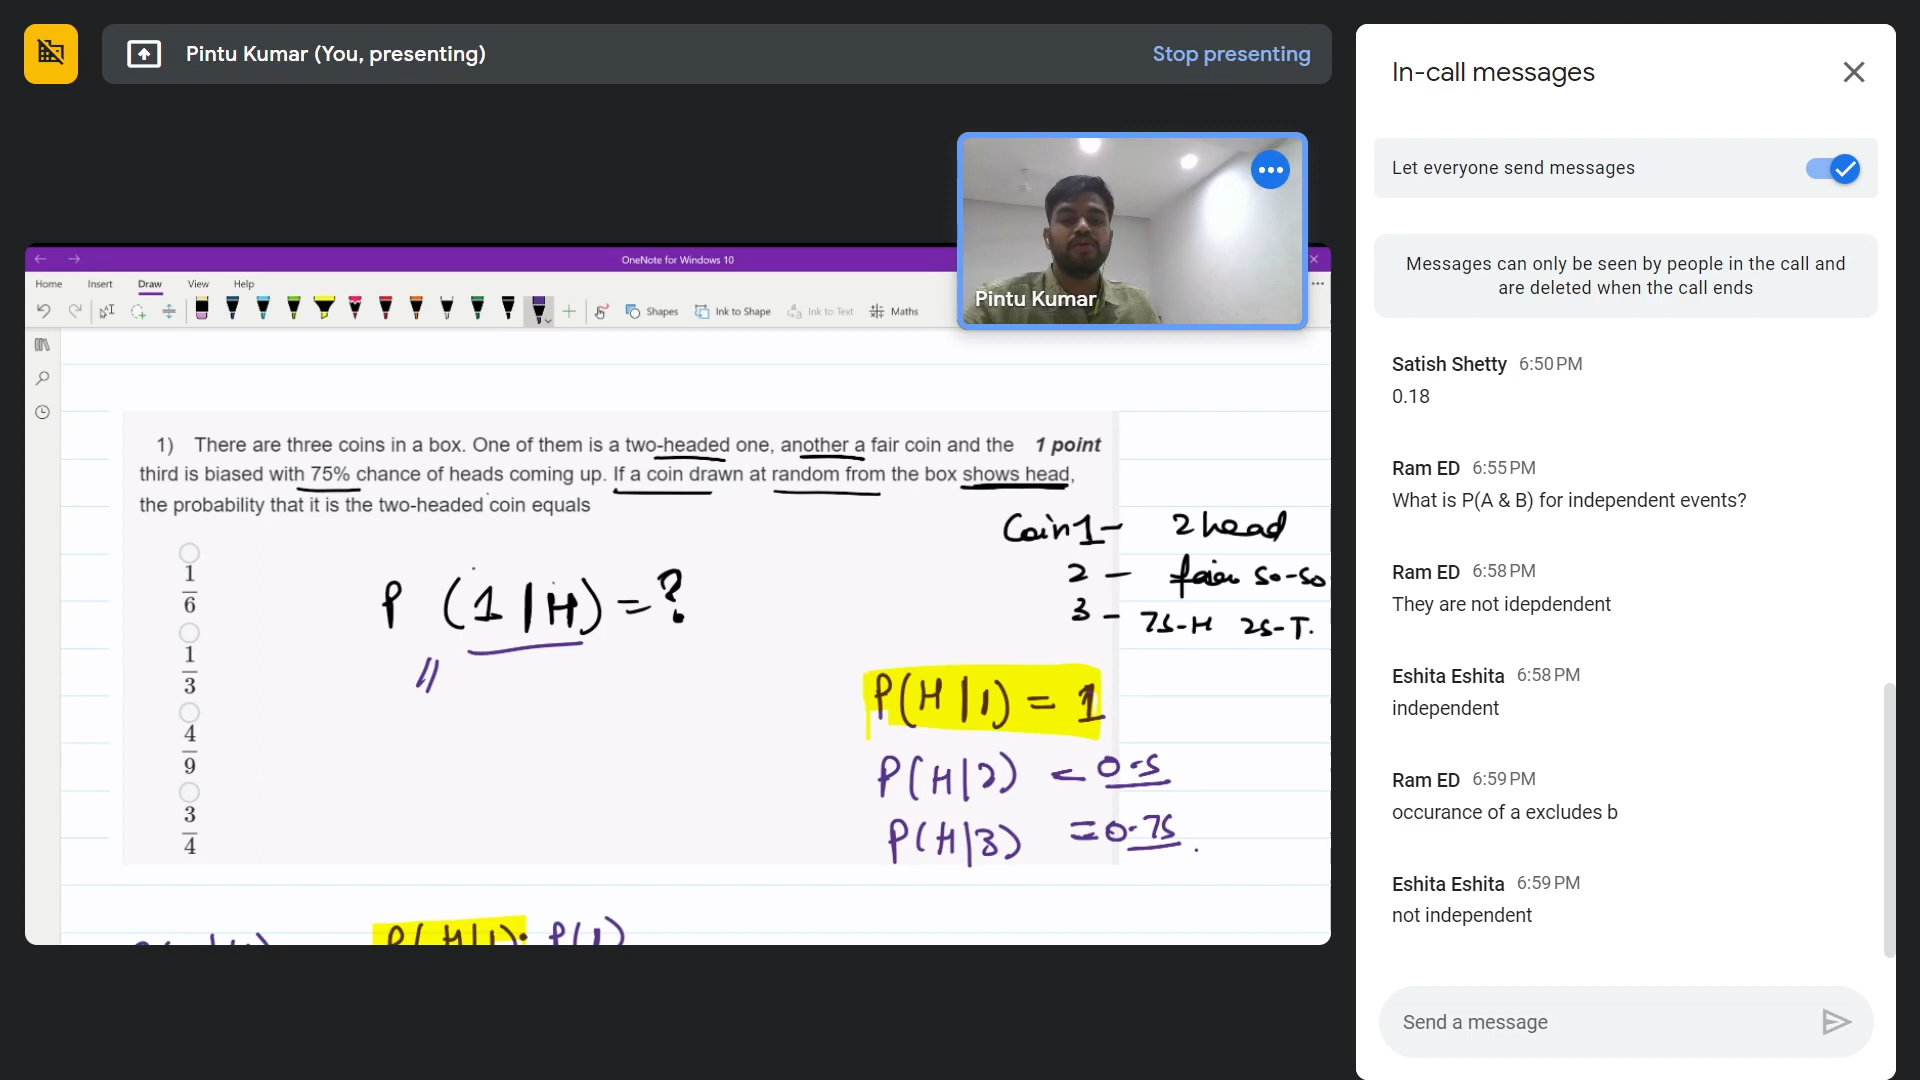 Pintu Kumar (You, presenting)
Stop presenting
In-call messages
Let everyone send messages
Messages can only be seen by people in the call and
are deleted when the call ends
Satish Shetty 6:50 PM
0.18
Ram ED 6:55 PM
What is P(A & B) for independent events?
Ram ED 6:58 PM
They are not idepdendent
Eshita Eshita 6:58 PM
independent
Ram ED 6:59 PM
occurance of a excludes b
Eshita Eshita 6:59 PM
not independent
Send a message
Pintu Kumar
OneNote for Windows 10
Home Insert Draw View Help
Shapes Ink to Shape Ink to Text Maths
1) There are three coins in a box. One of them is a two-headed one, another a fair coin and the 1 point
third is biased with 75% chance of heads coming up. If a coin drawn at random from the box shows head,
the probability that it is the two-headed coin equals
1
6
1
3
4
9
3
4
P (1 | H) = ?
Coin 1 - 2 head
2 - fair 50-50
3 - 75-H 25-T.
P(H | 1) = 1
P(H | 2) = 0.5
P(H | 3) = 0.75
P(H | 1) . P(1)